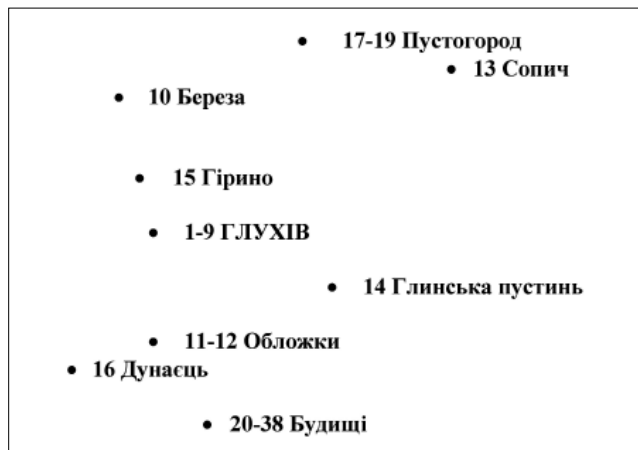 • 17-19 Пустогород
• 13 Сопич
• 10 Береза
• 15 Гірино
• 1-9 ГЛУХІВ
• 14 Глинська пустинь
• 11-12 Обложки
• 16 Дунаєць
• 20-38 Будищі